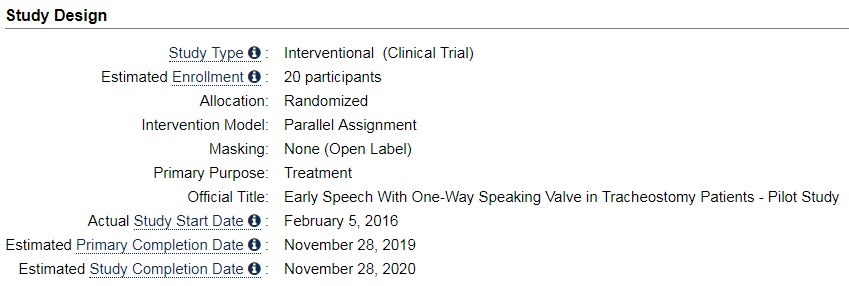 Study Design
Study Type : Interventional (Clinical Trial)
Estimated Enrollment : 20 participants
Allocation: Randomized
Intervention Model: Parallel Assignment
Masking: None (Open Label)
Primary Purpose: Treatment
Official Title: Early Speech With One-Way Speaking Valve in Tracheostomy Patients - Pilot Study
Actual Study Start Date : February 5, 2016
Estimated Primary Completion Date : November 28, 2019
Estimated Study Completion Date : November 28, 2020